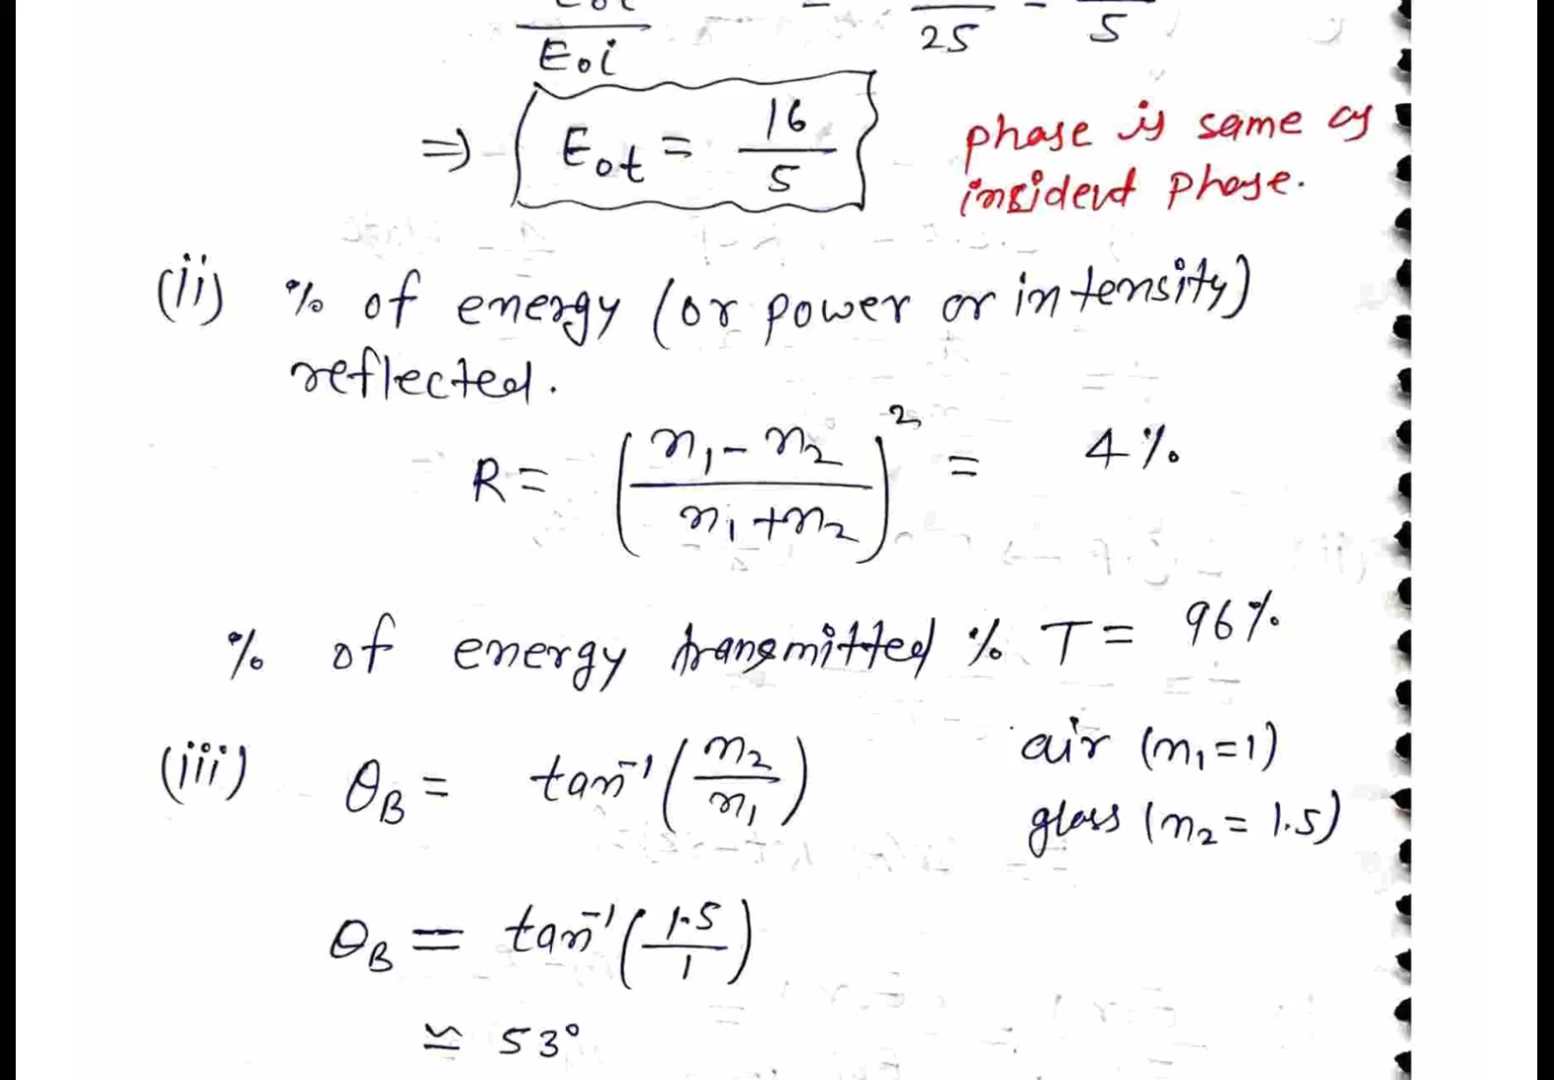 E₀i
25 - 5
=> E₀t = 16/5
phase is same as
insident phase.
(ii) % of energy (or power or intensity)
reflected.
R = ((n₁ - n₂)/(n₁ + n₂))² = 4%
% of energy transmitted % T = 96%
(iii) θB = tan⁻¹(n₂/n₁)
air (n₁ = 1)
glass (n₂ = 1.5)
θB = tan⁻¹(1.5/1)
≃ 53°